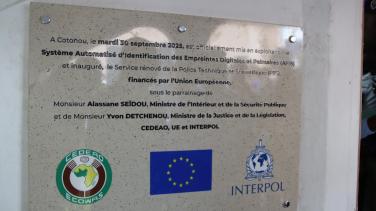 A Cotonou, le mardi 30 septembre 2025, est officiellement mis en exploitation le
Système Automatisé d'Identification des Empreintes Digitales et Palmaires (AFIS)
et inauguré, le Service rénové de la Police Technique et Scientifique
financés par l'Union Européenne,
sous le parrainage de
Monsieur Alassane SEÏDOU, Ministre de l'Intérieur et de la Sécurité Publique
et de Monsieur Yvon DETCHENOU, Ministre de la Justice et de la Législation,
CEDEAO, UE et INTERPOL
CEDEAO
ECOWAS
INTERPOL